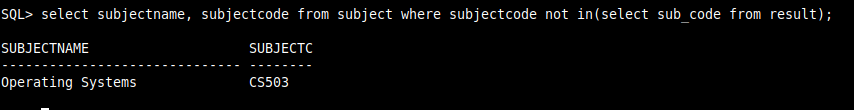 SQL> select subjectname, subjectcode from subject where subjectcode not in(select sub_code from result);
SUBJECTNAME                    SUBJECTC
------------------------------ --------
Operating Systems              CS503